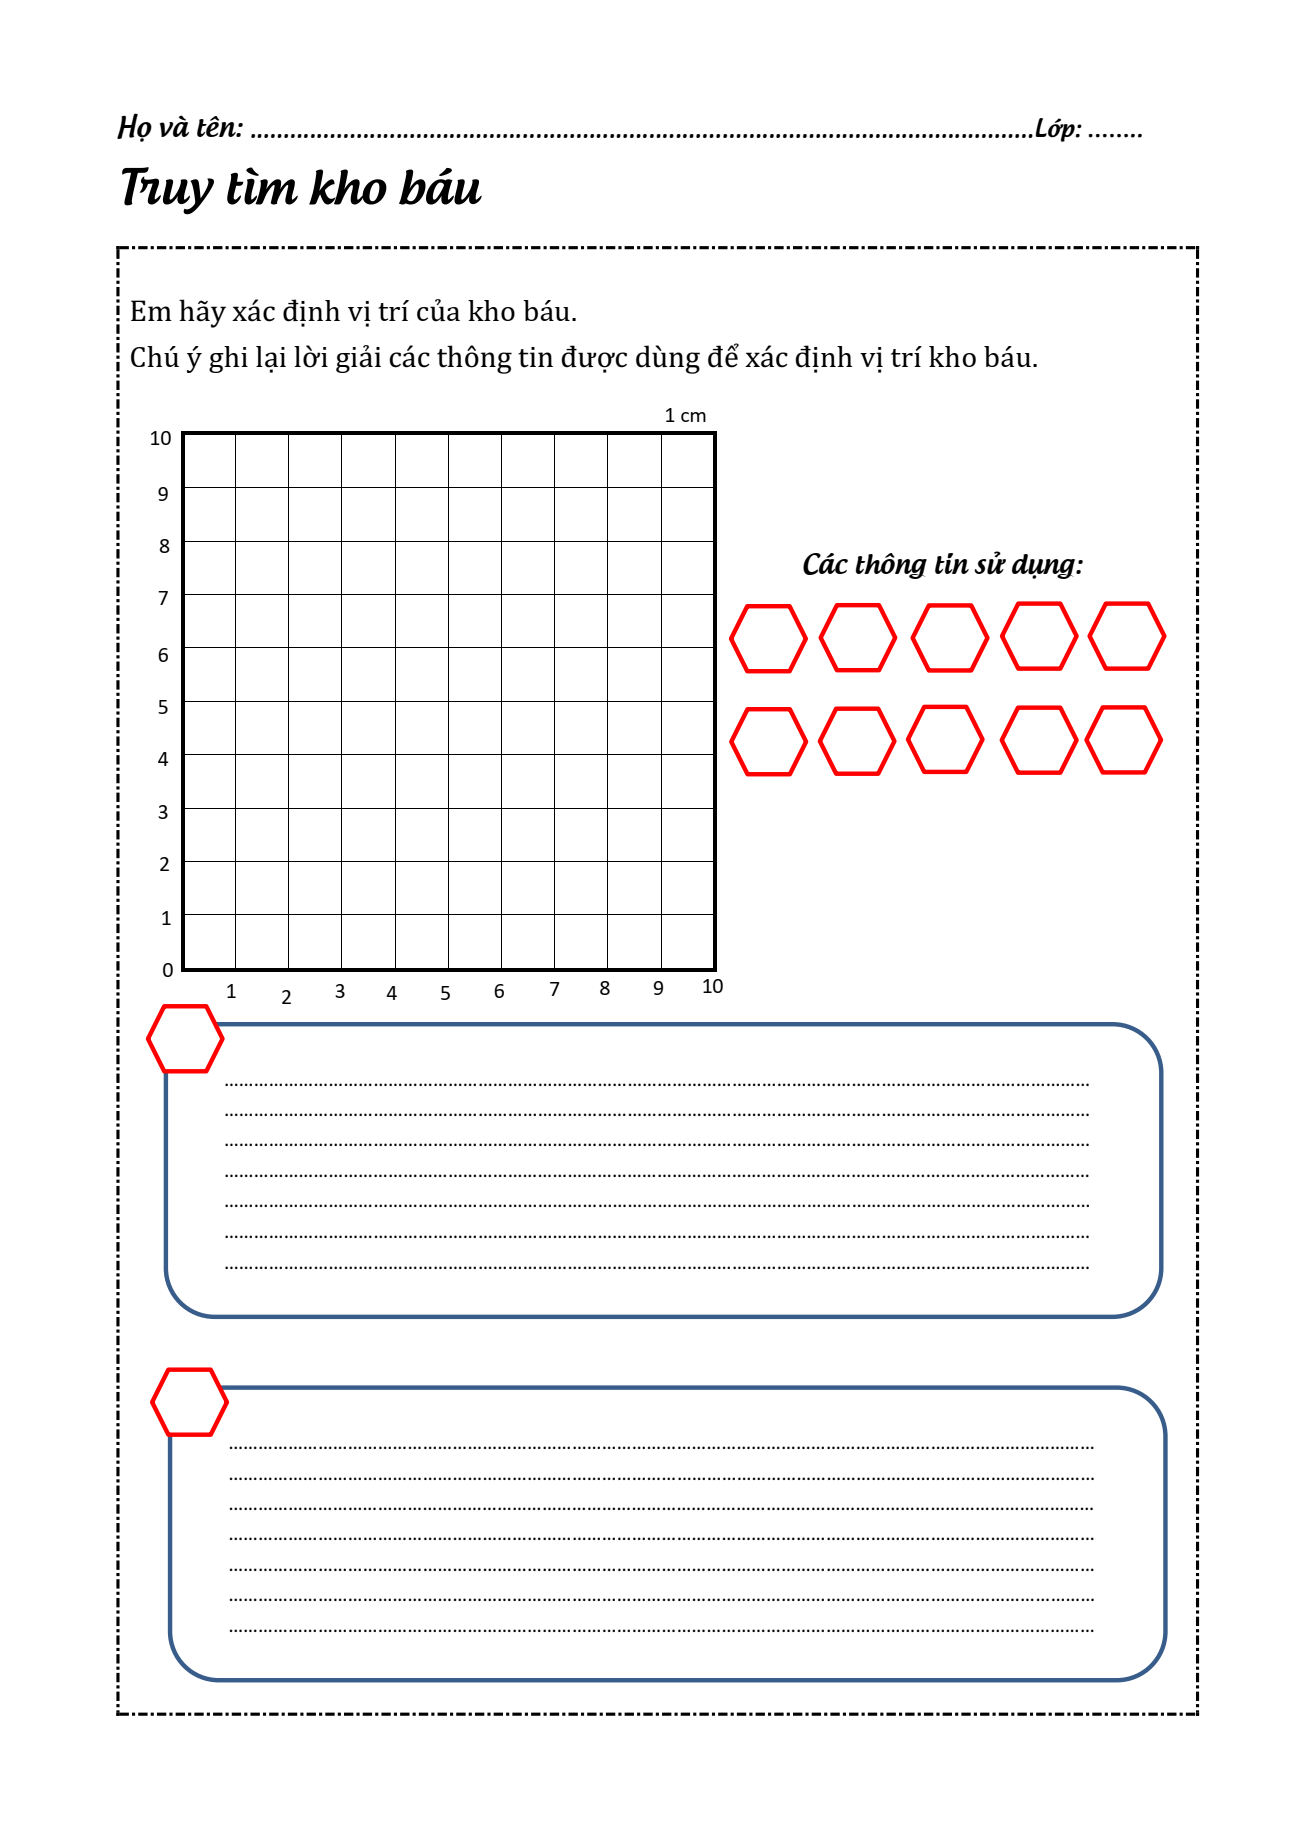 Họ và tên: ........................................................................................................................Lớp: ........
Truy tìm kho báu
Em hãy xác định vị trí của kho báu.
Chú ý ghi lại lời giải các thông tin được dùng để xác định vị trí kho báu.
1 cm
10
9
8
Các thông tin sử dụng:
7
6
5
4
3
2
1
0
1 2 3 4 5 6 7 8 9 10